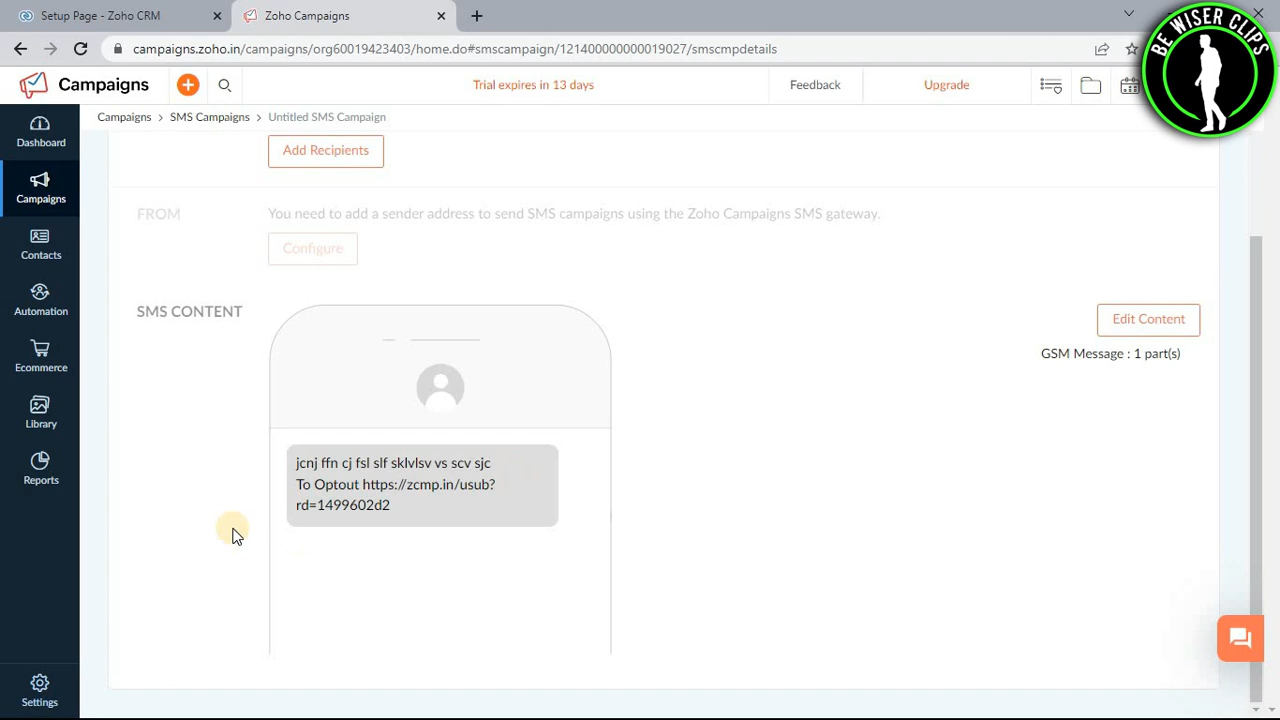 Setup Page - Zoho CRM
Zoho Campaigns
campaigns.zoho.in/campaigns/org60019423403/home.do#smscampaign/121400000000019027/smscmpdetails
BE WISER CLIPS
Campaigns
Trial expires in 13 days
Feedback
Upgrade
Campaigns > SMS Campaigns > Untitled SMS Campaign
Dashboard
Campaigns
Contacts
Automation
Ecommerce
Library
Reports
Settings
Add Recipients
FROM
You need to add a sender address to send SMS campaigns using the Zoho Campaigns SMS gateway.
Configure
SMS CONTENT
Edit Content
GSM Message : 1 part(s)
jcnj ffn cj fsl slf sklvlsv vs scv sjc
To Optout https://zcmp.in/usub?
rd=1499602d2